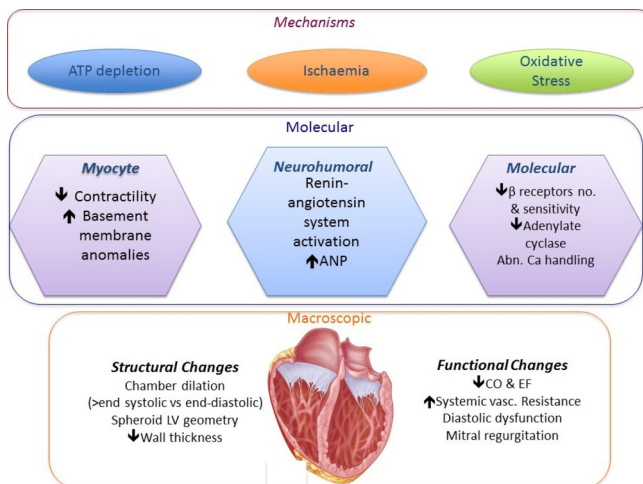 Mechanisms
ATP depletion
Ischaemia
Oxidative
Stress
Molecular
Myocyte
🡇 Contractility
🡅 Basement
membrane
anomalies
Neurohumoral
Renin-
angiotensin
system
activation
🡅ANP
Molecular
🡇β receptors no.
& sensitivity
🡇Adenylate
cyclase
Abn. Ca handling
Macroscopic
Structural Changes
Chamber dilation
(>end systolic vs end-diastolic)
Spheroid LV geometry
🡇Wall thickness
Functional Changes
🡇CO & EF
🡅Systemic vasc. Resistance
Diastolic dysfunction
Mitral regurgitation